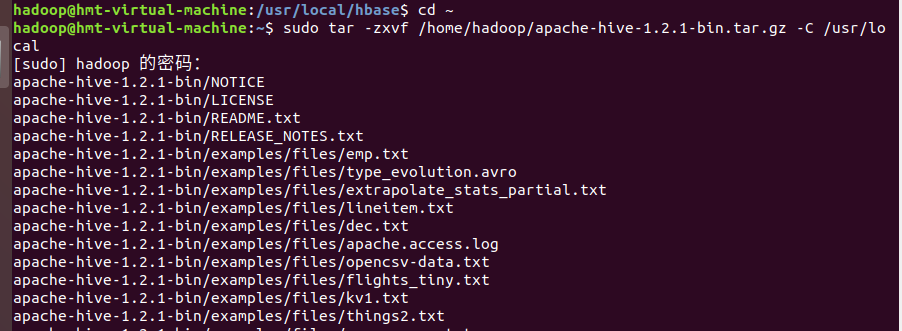 hadoop@hmt-virtual-machine:/usr/local/hbase$ cd ~
hadoop@hmt-virtual-machine:~$ sudo tar -zxvf /home/hadoop/apache-hive-1.2.1-bin.tar.gz -C /usr/lo
cal
[sudo] hadoop 的密码：
apache-hive-1.2.1-bin/NOTICE
apache-hive-1.2.1-bin/LICENSE
apache-hive-1.2.1-bin/README.txt
apache-hive-1.2.1-bin/RELEASE_NOTES.txt
apache-hive-1.2.1-bin/examples/files/emp.txt
apache-hive-1.2.1-bin/examples/files/type_evolution.avro
apache-hive-1.2.1-bin/examples/files/extrapolate_stats_partial.txt
apache-hive-1.2.1-bin/examples/files/lineitem.txt
apache-hive-1.2.1-bin/examples/files/dec.txt
apache-hive-1.2.1-bin/examples/files/apache.access.log
apache-hive-1.2.1-bin/examples/files/opencsv-data.txt
apache-hive-1.2.1-bin/examples/files/flights_tiny.txt
apache-hive-1.2.1-bin/examples/files/kv1.txt
apache-hive-1.2.1-bin/examples/files/things2.txt